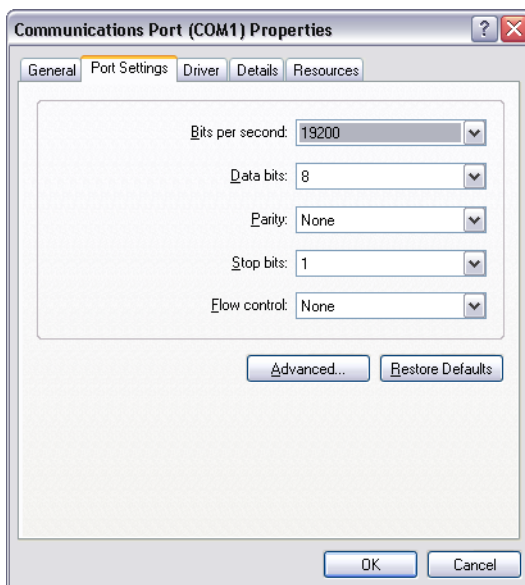 Communications Port (COM1) Properties
General Port Settings Driver Details Resources
Bits per second: 19200
Data bits: 8
Parity: None
Stop bits: 1
Flow control: None
Advanced... Restore Defaults
OK Cancel